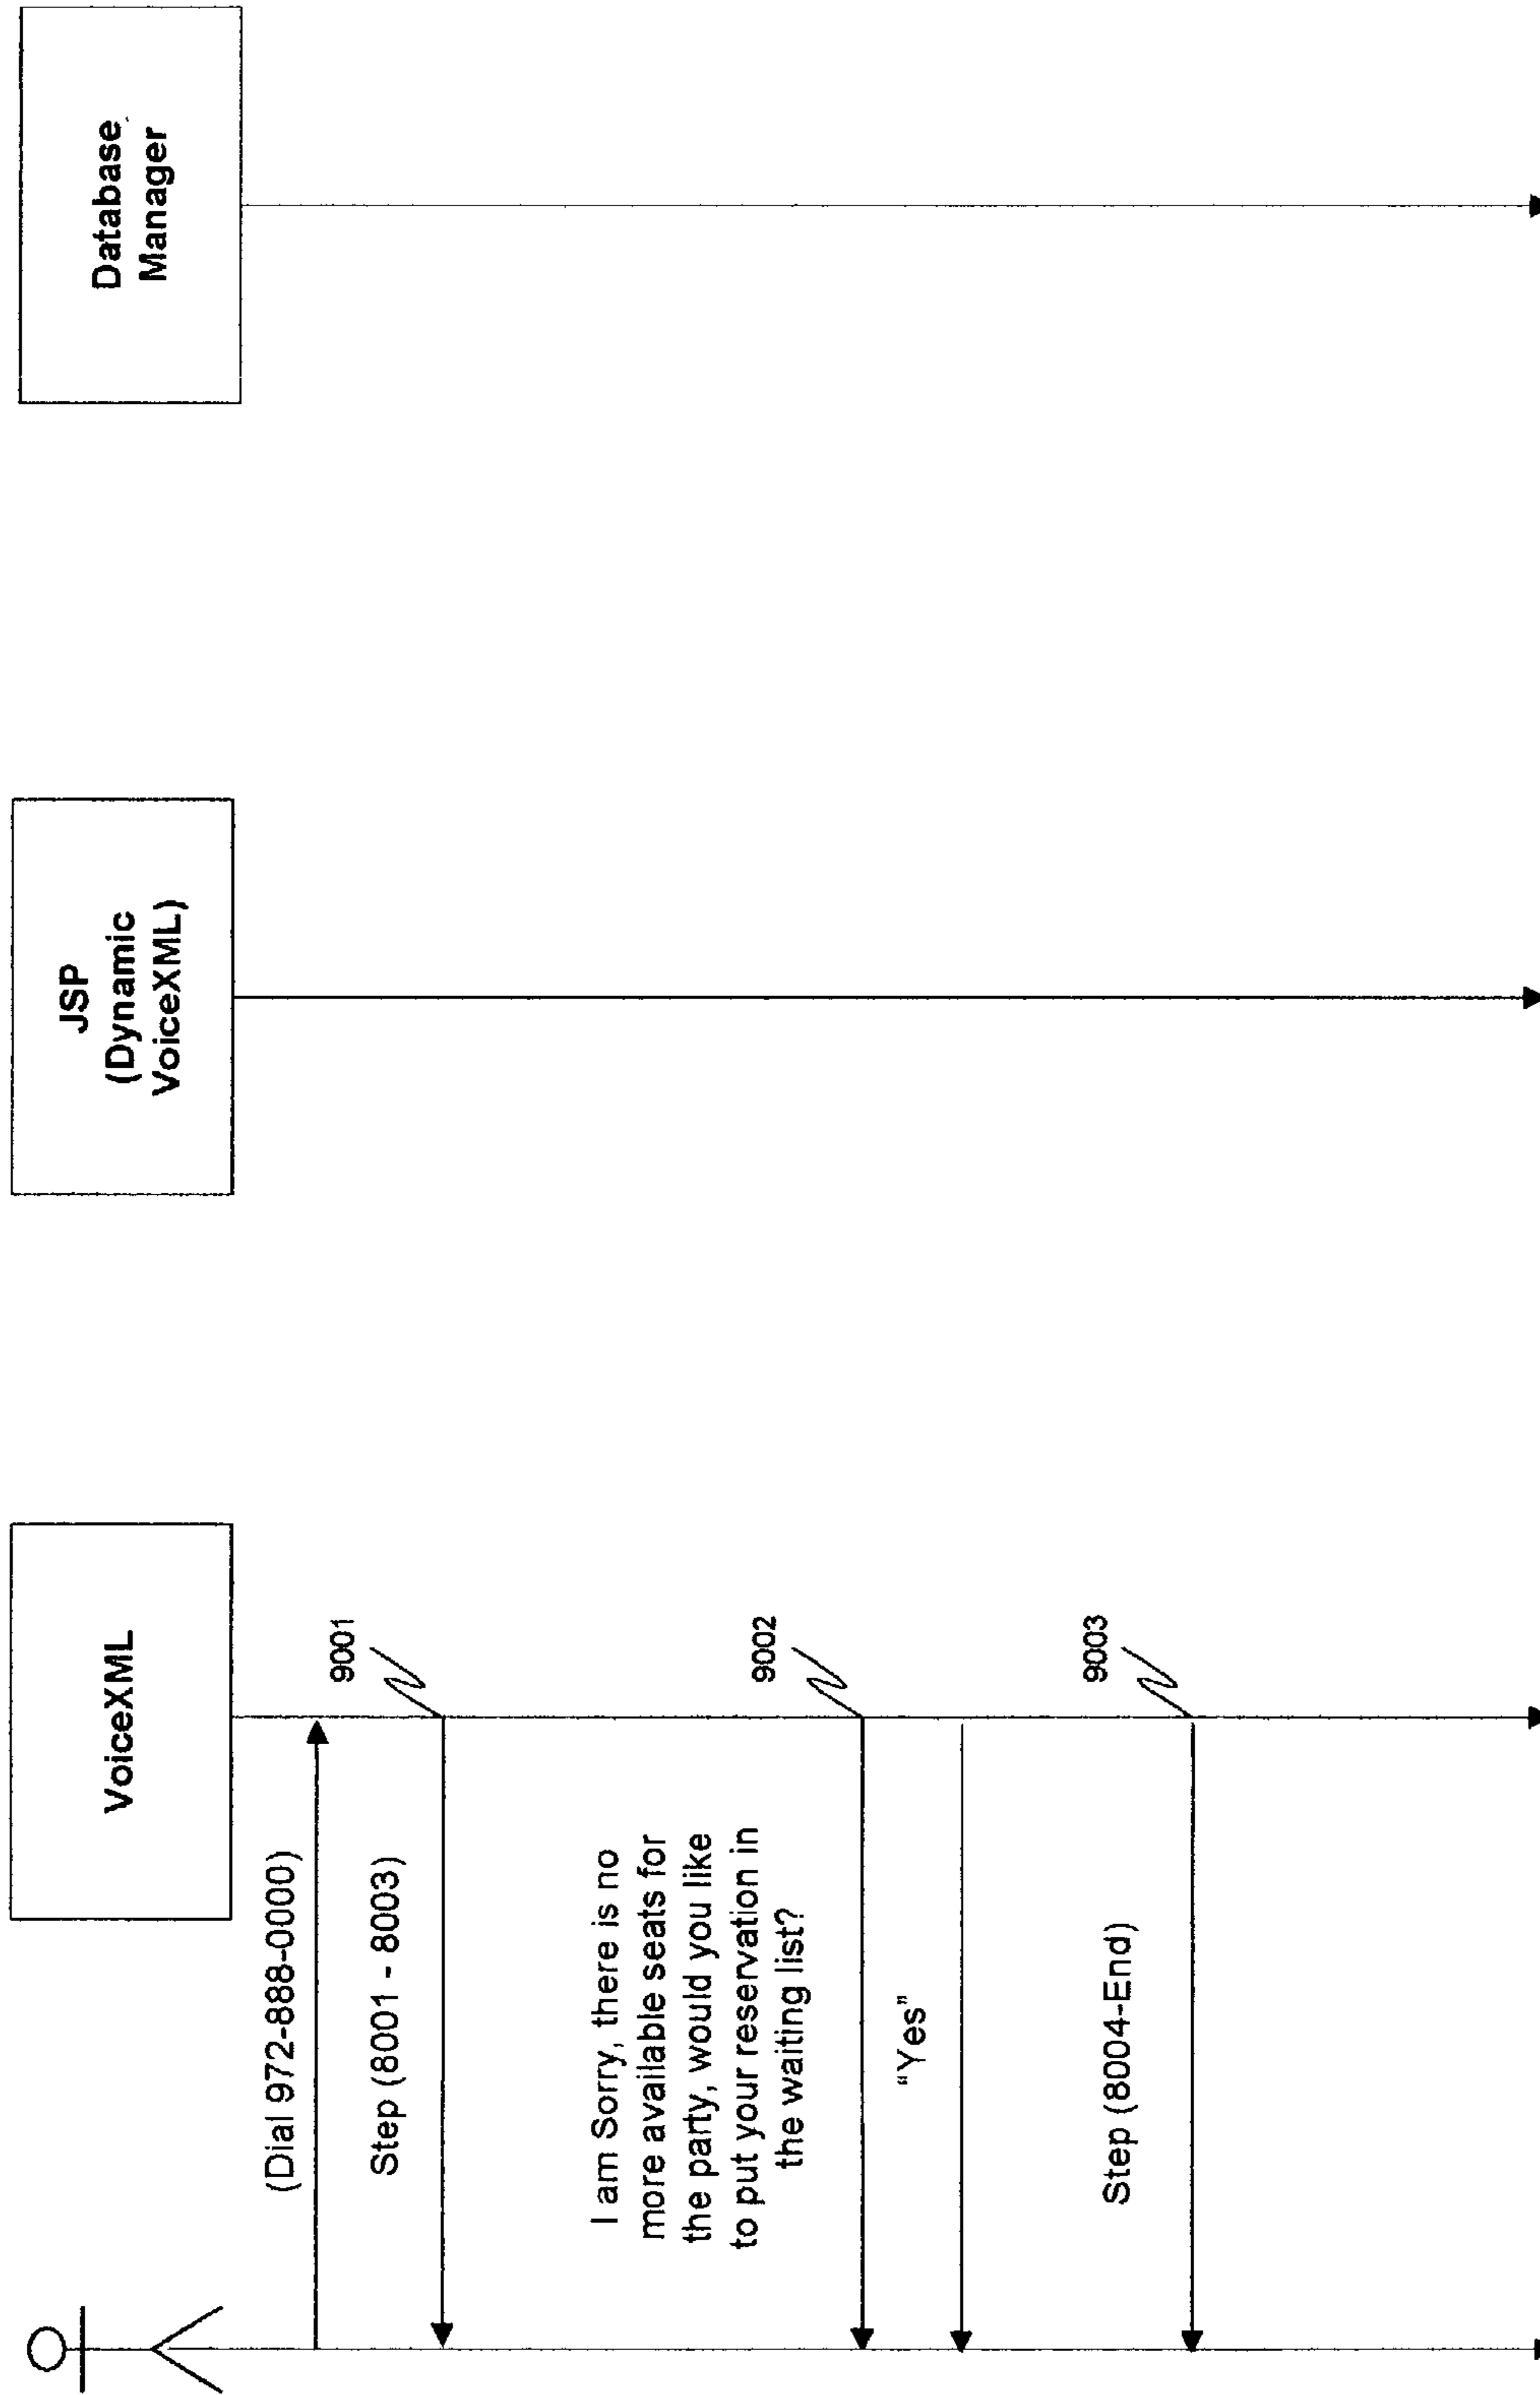 VoiceXML
JSP
(Dynamic
VoiceXML)
Database
Manager
(Dial 972-888-0000)
Step (8001 - 8003)
9001
I am Sorry, there is no
more available seats for
the party, would you like
to put your reservation in
the waiting list?
9002
“Yes”
Step (8004-End)
9003